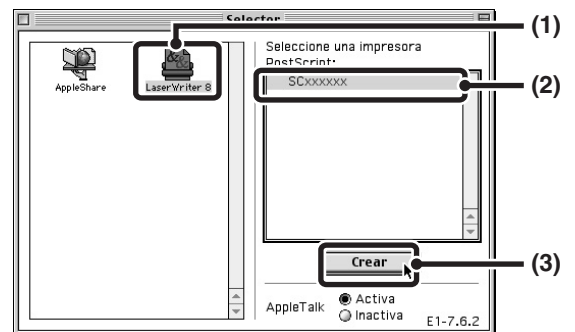 Selector
(1)
Seleccione una impresora
PostScript:
AppleShare
LaserWriter 8
SCxxxxxx
(2)
Crear
(3)
AppleTalk
Activa
Inactiva
E1-7.6.2